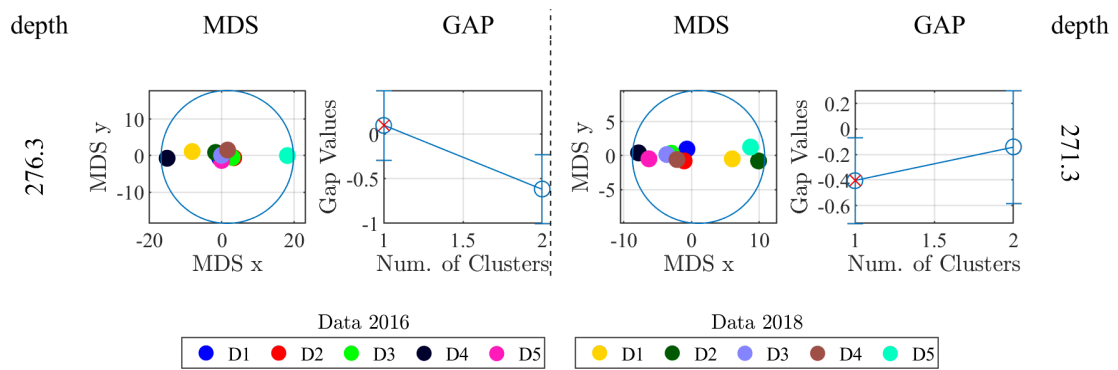 depth MDS GAP MDS GAP depth
276.3
MDS y
10
0
-10
-20 0 20
MDS x
Gap Values
0
-0.5
-1
1 1.5 2
Num. of Clusters
MDS y
5
0
-5
-10 0 10
MDS x
Gap Values
0.2
0
-0.2
-0.4
-0.6
1 1.5 2
Num. of Clusters
271.3
Data 2016 Data 2018
D1 D2 D3 D4 D5 D1 D2 D3 D4 D5